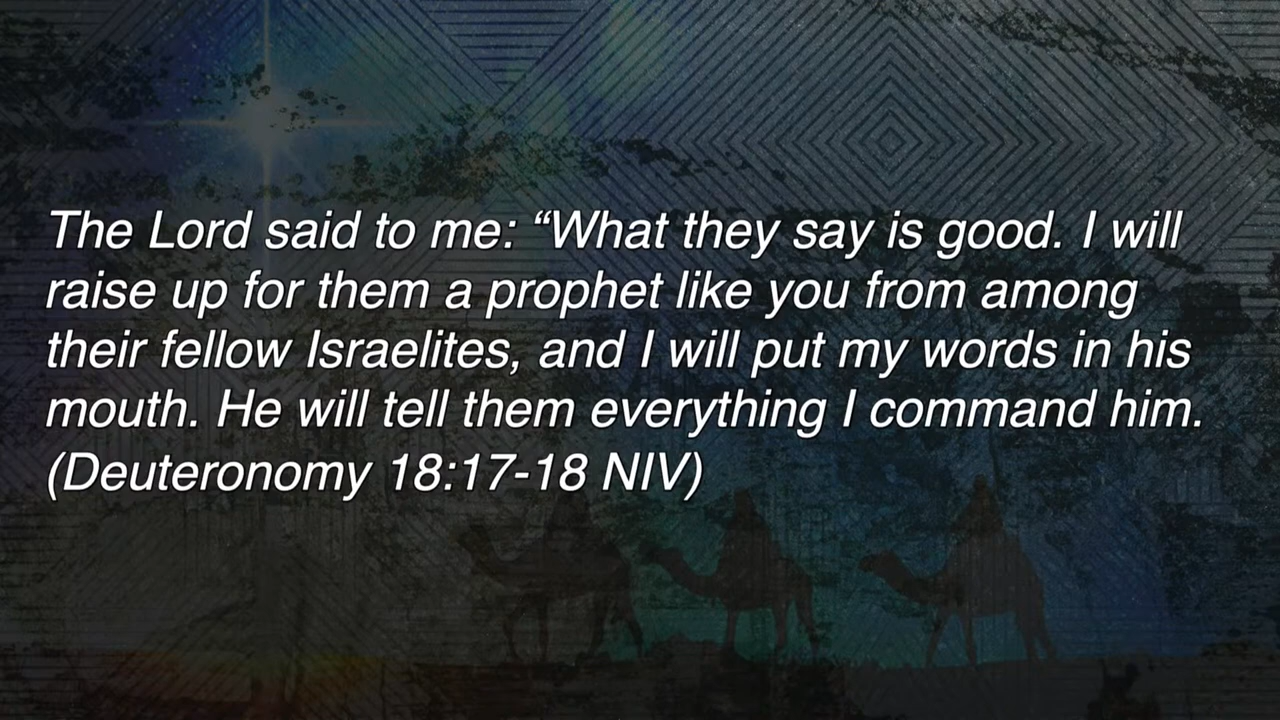 The Lord said to me: “What they say is good. I will
raise up for them a prophet like you from among
their fellow Israelites, and I will put my words in his
mouth. He will tell them everything I command him.
(Deuteronomy 18:17-18 NIV)